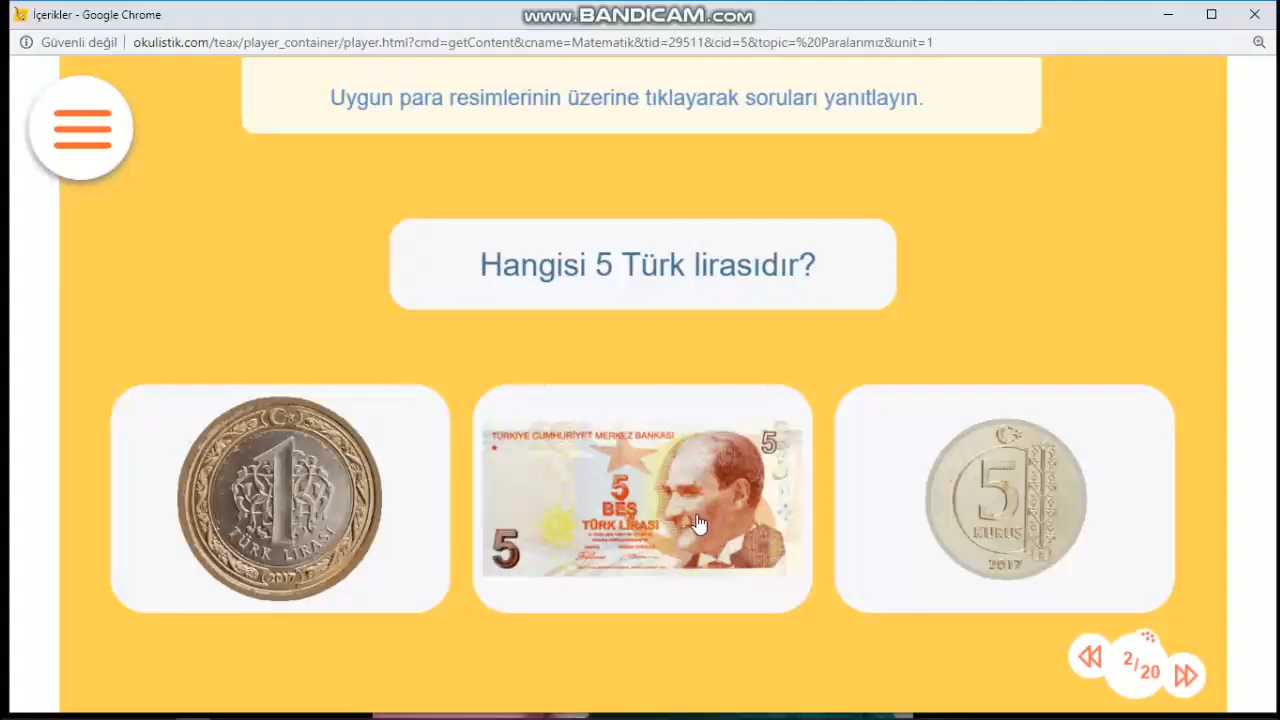 İçerikler - Google Chrome
www.BANDICAM.com
Güvenli değil
okulistik.com/teax/player_container/player.html?cmd=getContent&cname=Matematik&tid=29511&cid=5&topic=%20Paralarımız&unit=1
Uygun para resimlerinin üzerine tıklayarak soruları yanıtlayın.
Hangisi 5 Türk lirasıdır?
1
TÜRK LİRASI
2017
TÜRKİYE CUMHURİYET MERKEZ BANKASI
5
5
BEŞ
TÜRK LİRASI
5
5
KURUŞ
2017
2/20